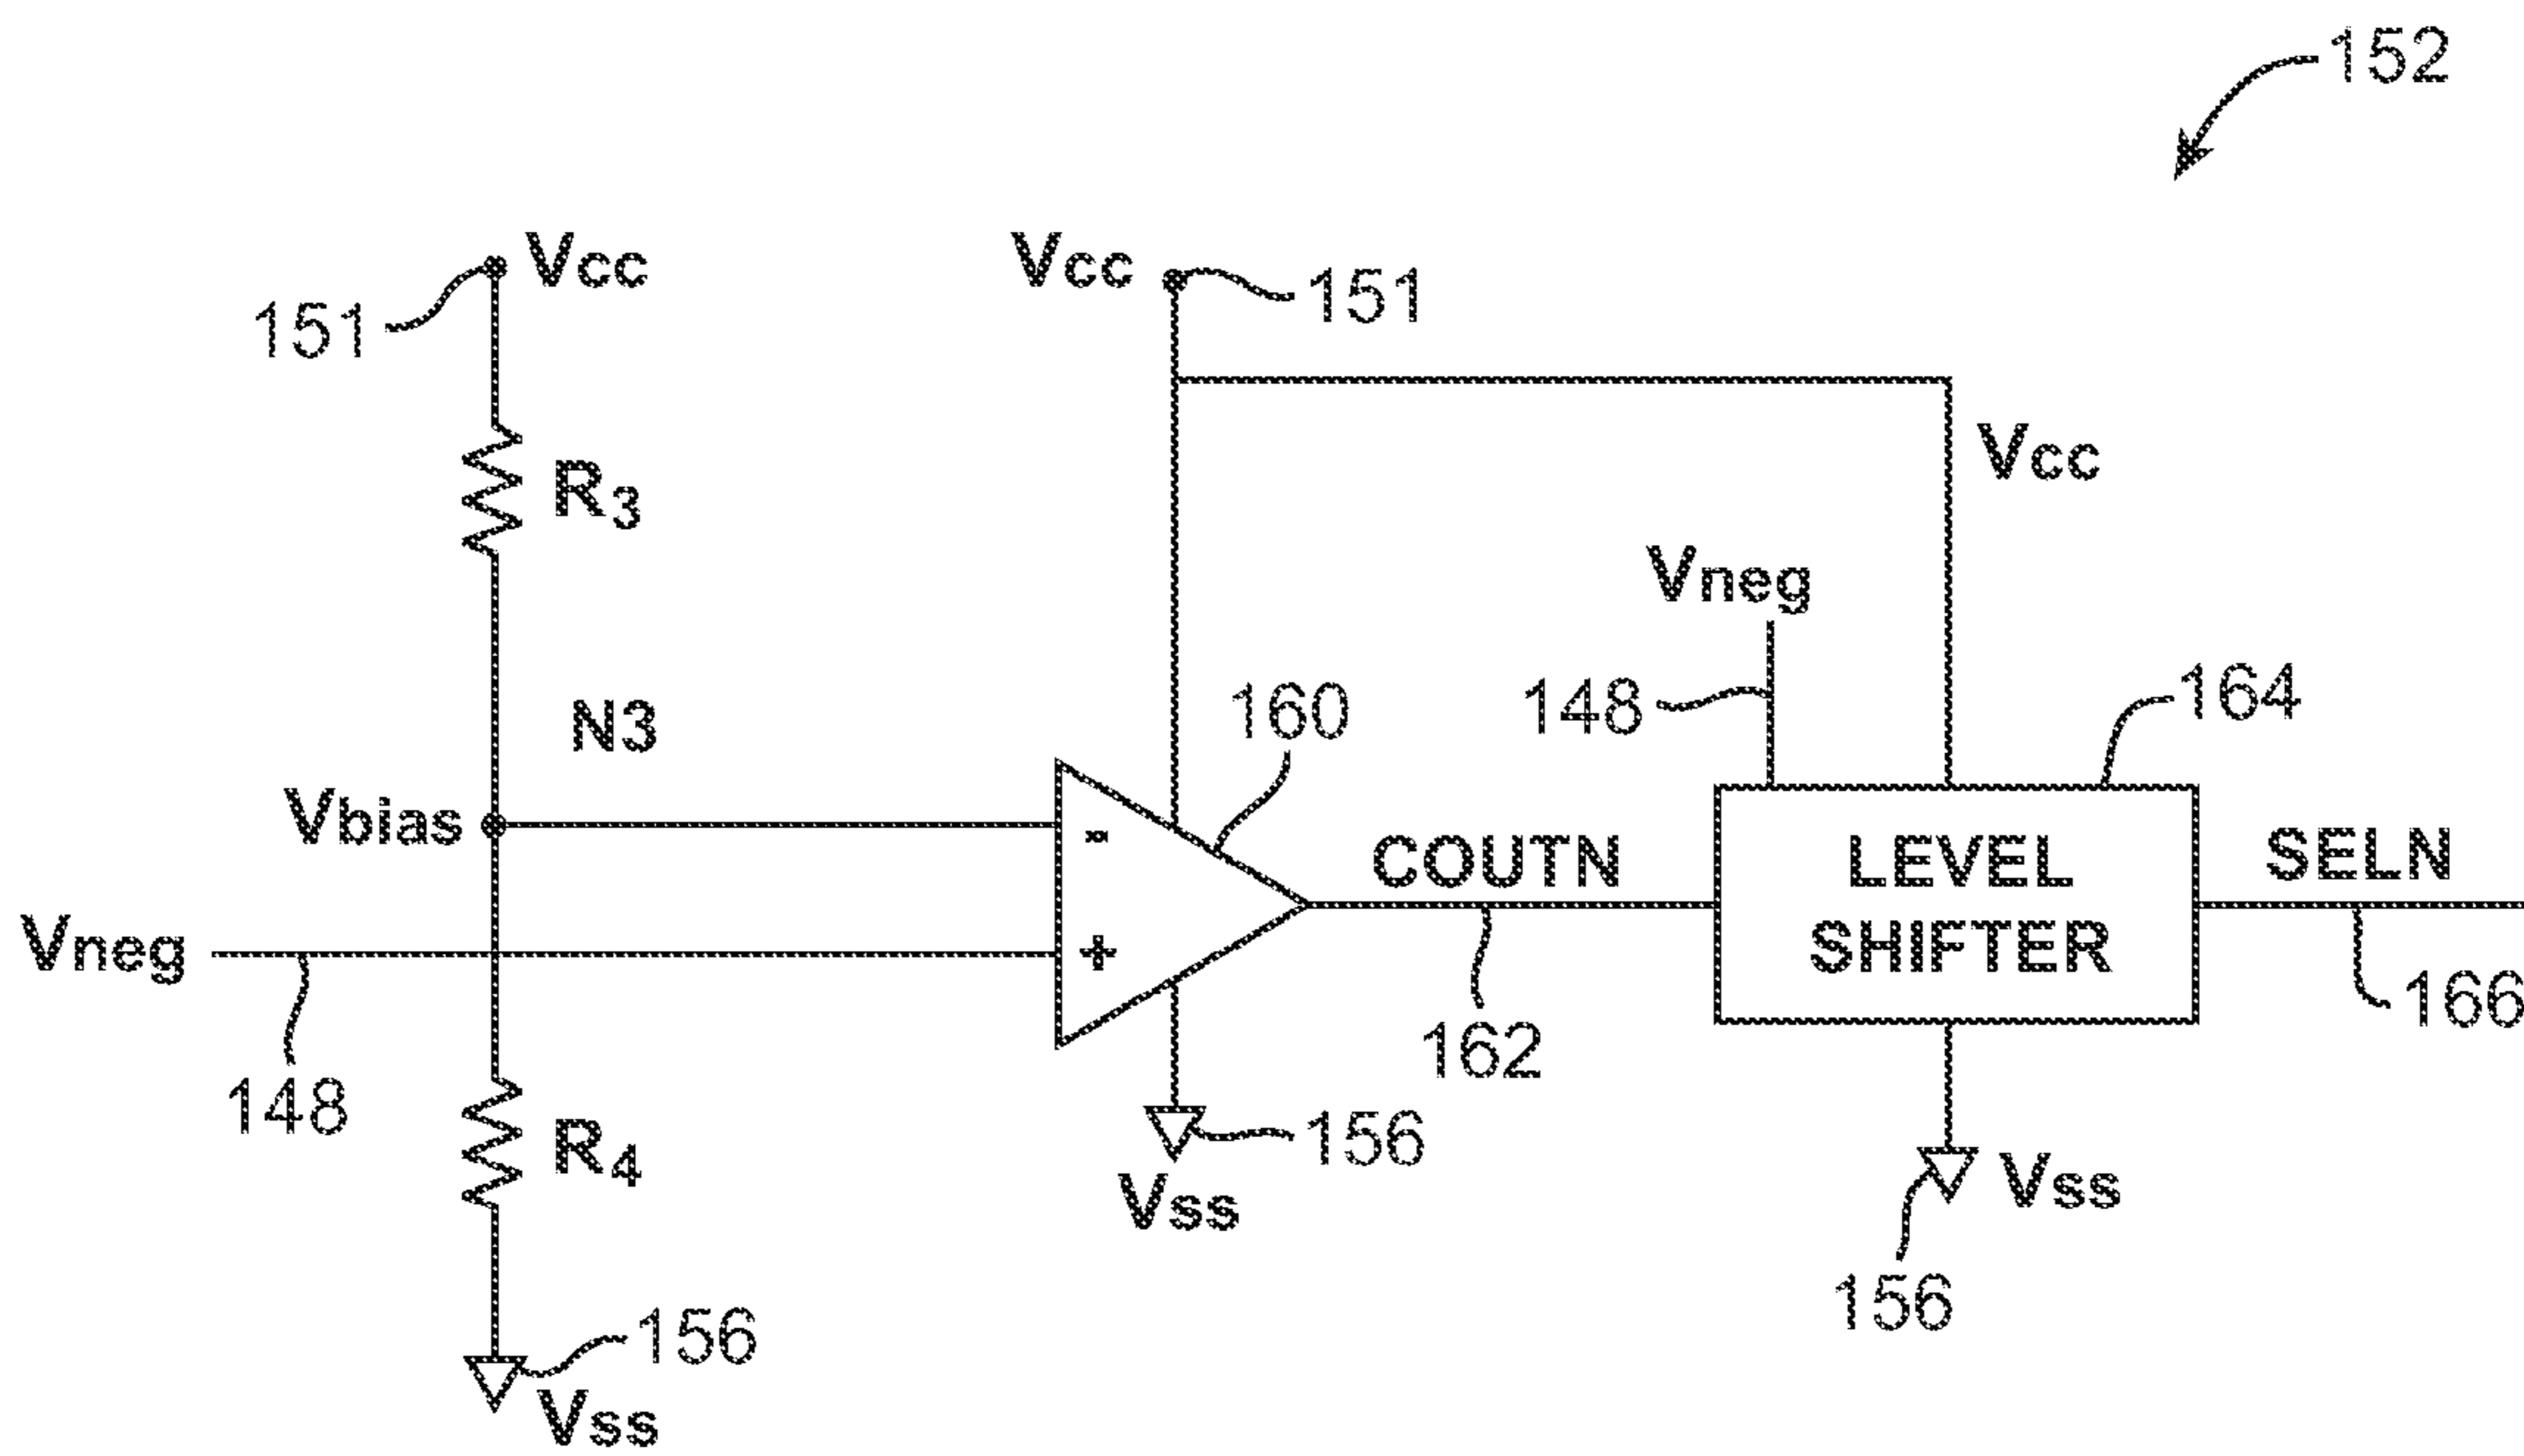 152
Vcc
Vcc
151
151
Vcc
R3
Vneg
148
164
N3
160
Vbias
-
COUTN
LEVEL
SHIFTER
SELN
Vneg
+
166
148
162
R4
156
Vss
Vss
156
156
Vss